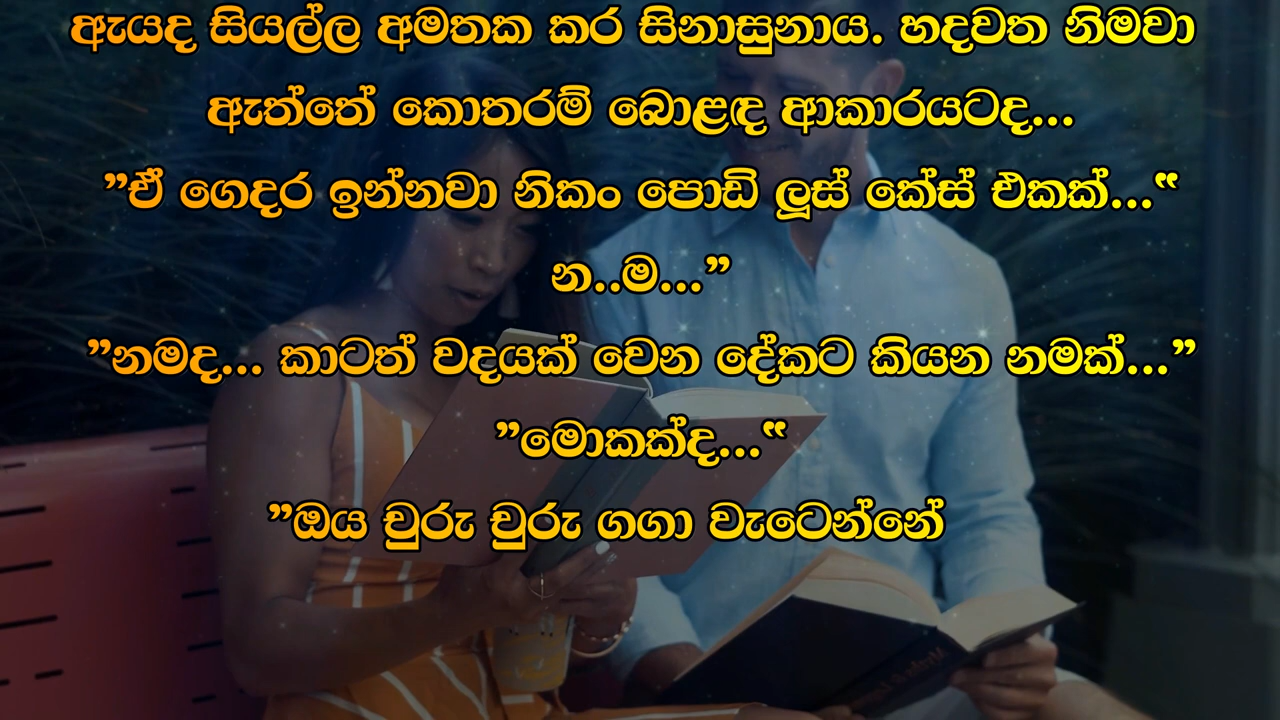 ඇයද සියල්ල අමතක කර සිනාසුනාය. හදවත නිමවා
ඇත්තේ කොතරම් බොළඳ ආකාරයටද...
”ඒ ගෙදර ඉන්නවා නිකං පොඩි ලූස් කේස් එකක්...“
න..ම...”
”නමද... කාටත් වදයක් වෙන දේකට කියන නමක්...”
”මොකක්ද...“
”ඔය චුරු චුරු ගගා වැටෙන්නේ